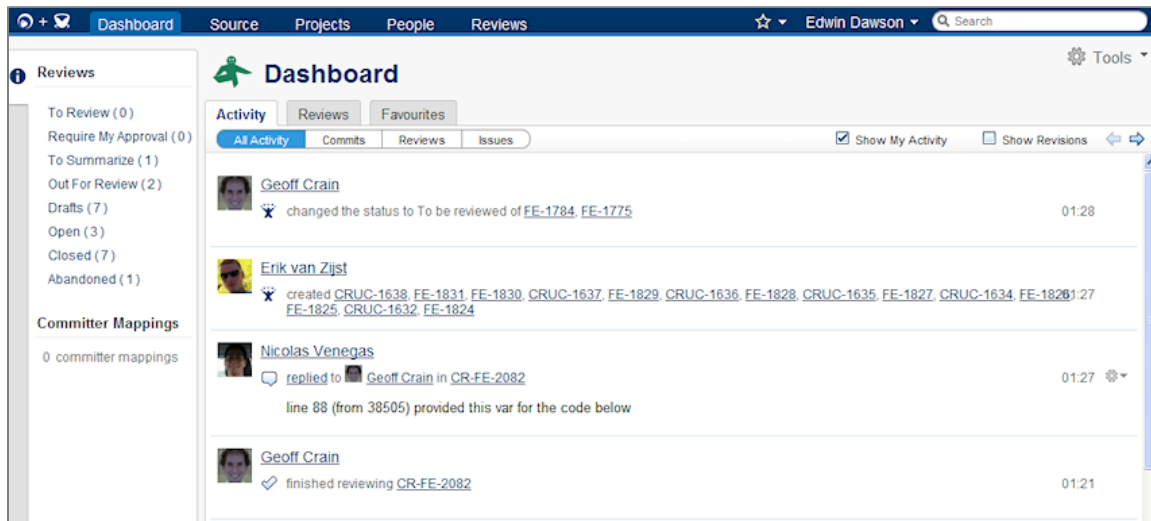 Dashboard Source Projects People Reviews Edwin Dawson Search
Tools
Reviews
To Review (0)
Require My Approval (0)
To Summarize (1)
Out For Review (2)
Drafts (7)
Open (3)
Closed (7)
Abandoned (1)
Committer Mappings
0 committer mappings
Dashboard
Activity Reviews Favourites
All Activity Commits Reviews Issues Show My Activity Show Revisions
Geoff Crain
changed the status to To be reviewed of FE-1784, FE-1775 01:28
Erik van Zijst
created CRUC-1638, FE-1831, FE-1830, CRUC-1637, FE-1829, CRUC-1636, FE-1828, CRUC-1635, FE-1827, CRUC-1634, 01:27
FE-1825, CRUC-1632, FE-1824
Nicolas Venegas
replied to Geoff Crain in CR-FE-2082 01:27
line 88 (from 38505) provided this var for the code below
Geoff Crain
finished reviewing CR-FE-2082 01:21